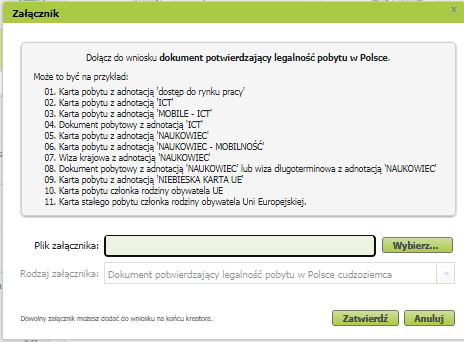 Załącznik
Dołącz do wniosku dokument potwierdzający legalność pobytu w Polsce.
Może to być na przykład:
01. Karta pobytu z adnotacją 'dostęp do rynku pracy'
02. Karta pobytu z adnotacją 'ICT'
03. Karta pobytu z adnotacją 'MOBILE - ICT'
04. Dokument pobytowy z adnotacją 'ICT'
05. Karta pobytu z adnotacją 'NAUKOWIEC'
06. Karta pobytu z adnotacją 'NAUKOWIEC - MOBILNOŚĆ'
07. Wiza krajowa z adnotacją 'NAUKOWIEC'
08. Dokument pobytowy z adnotacją 'NAUKOWIEC' lub wiza długoterminowa z adnotacją 'NAUKOWIEC'
09. Karta pobytu z adnotacją 'NIEBIESKA KARTA UE'
10. Karta pobytu członka rodziny obywatela UE
11. Karta stałego pobytu członka rodziny obywatela Uni Europejskiej.
Plik załącznika: Wybierz...
Rodzaj załącznika: Dokument potwierdzający legalność pobytu w Polsce cudzoziemca
Dowolny załącznik możesz dodać do wniosku na końcu kreatora. Zatwierdź Anuluj